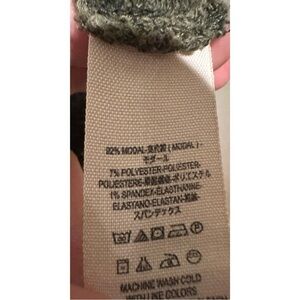 92% MODAL-莫代爾 ( MODAL ) -
モダール
7% POLYESTER-POLIESTER-
POLIESTERE-聚酯纖維-ポリエステル
1% SPANDEX-ELASTHANNE-
ELASTANO-ELASTAN-氨綸-
スパンデックス
MACHINE WASH COLD
WITH LIKE COLORS